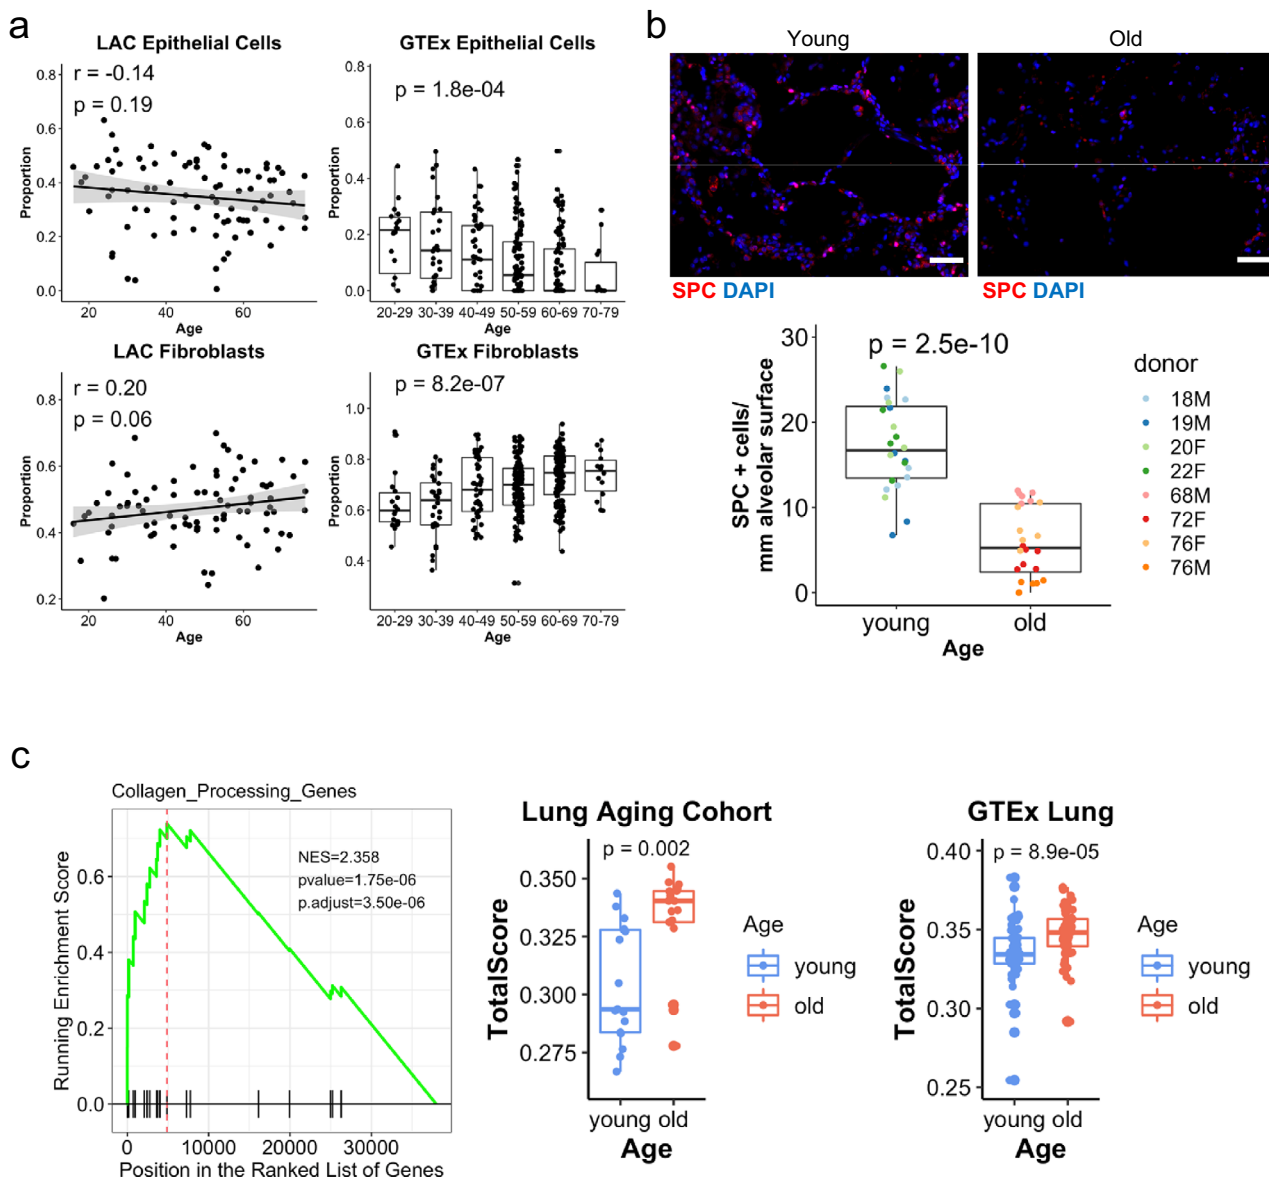 a
LAC Epithelial Cells
r = -0.14
p = 0.19
Proportion
0.8
0.6
0.4
0.2
0.0
20
40
60
Age
GTEx Epithelial Cells
p = 1.8e-04
Proportion
0.8
0.6
0.4
0.2
0.0
20-29 30-39 40-49 50-59 60-69 70-79
Age
LAC Fibroblasts
r = 0.20
p = 0.06
Proportion
0.8
0.6
0.4
0.2
20
40
60
Age
GTEx Fibroblasts
p = 8.2e-07
Proportion
1.0
0.8
0.6
0.4
20-29 30-39 40-49 50-59 60-69 70-79
Age
b
Young
Old
SPC DAPI
SPC DAPI
p = 2.5e-10
SPC + cells/
mm alveolar surface
30
20
10
0
young
old
Age
donor
18M
19M
20F
22F
68M
72F
76F
76M
c
Collagen_Processing_Genes
NES=2.358
pvalue=1.75e-06
p.adjust=3.50e-06
Running Enrichment Score
0.6
0.4
0.2
0.0
0
10000
20000
30000
Position in the Ranked List of Genes
Lung Aging Cohort
p = 0.002
TotalScore
0.350
0.325
0.300
0.275
young old
Age
Age
young
old
GTEx Lung
p = 8.9e-05
TotalScore
0.40
0.35
0.30
0.25
young old
Age
Age
young
old